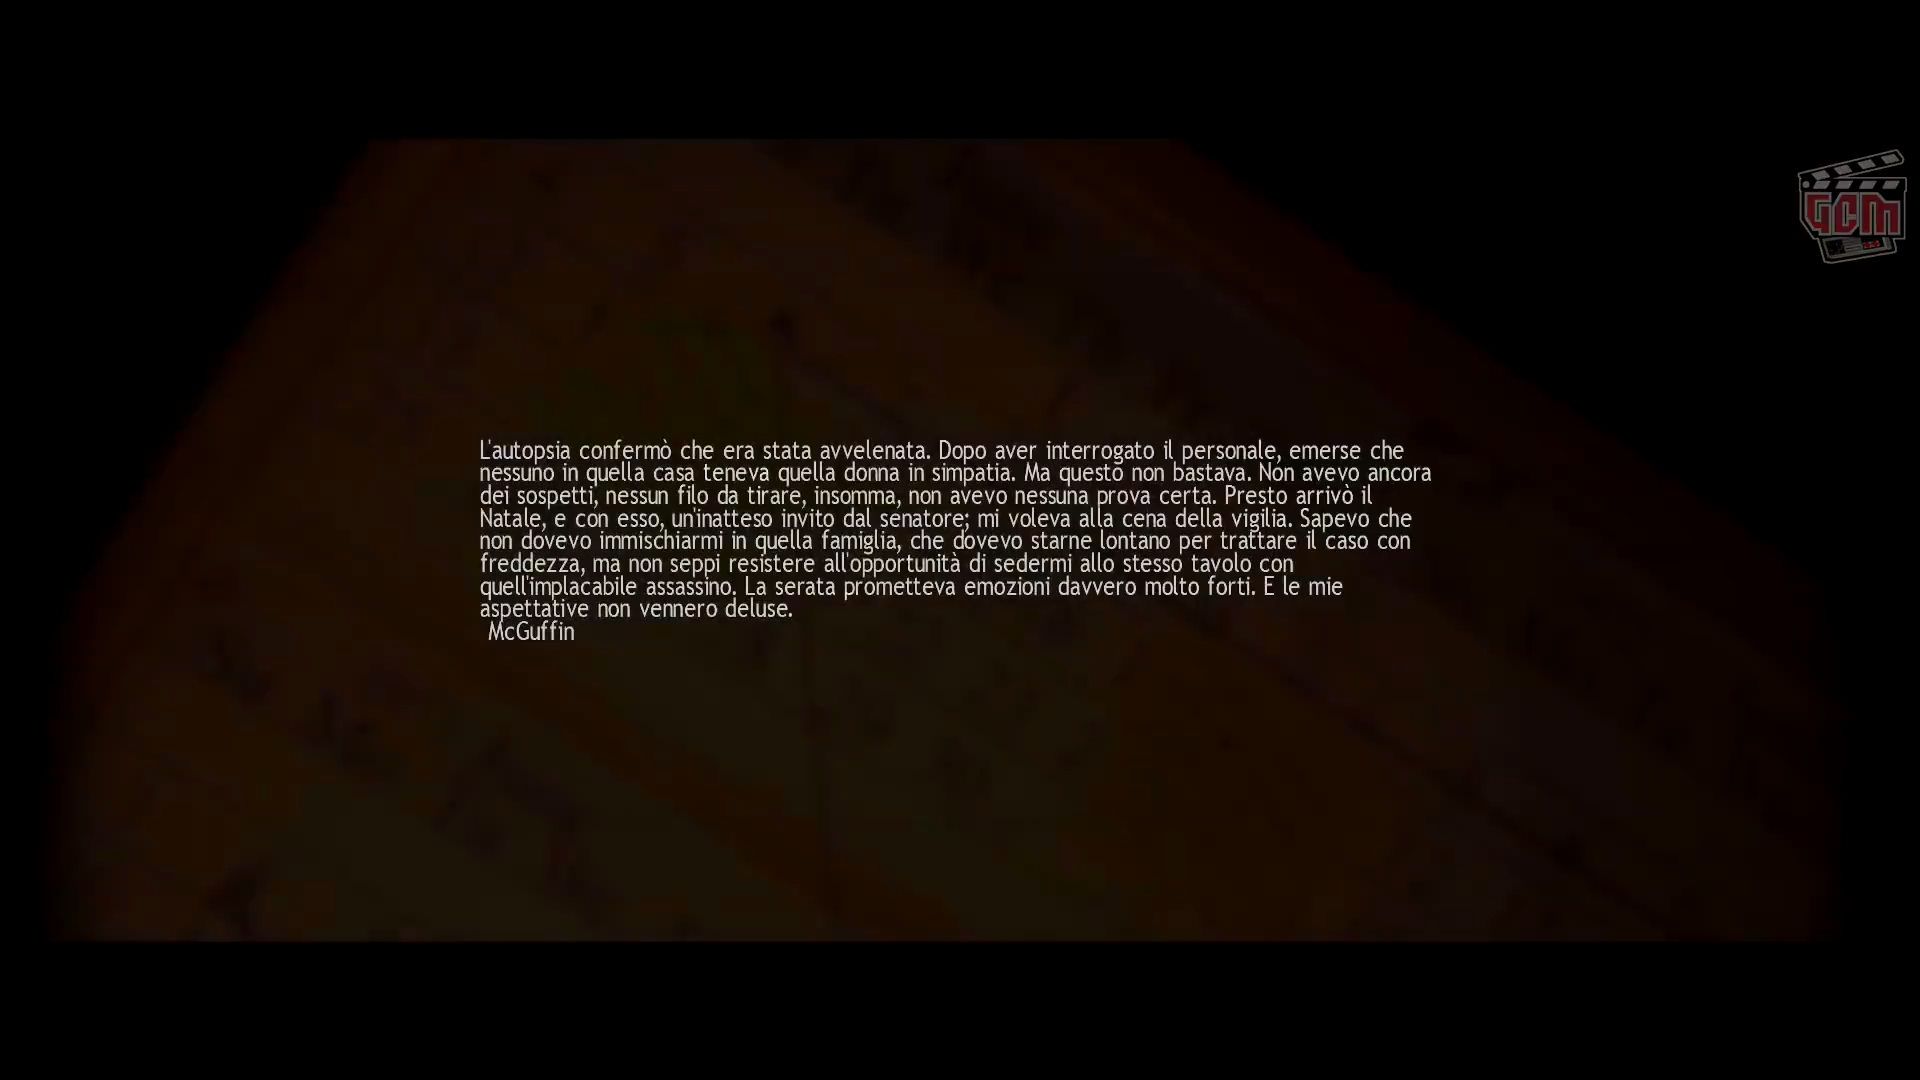 GCM
L'autopsia confermò che era stata avvelenata. Dopo aver interrogato il personale, emerse che
nessuno in quella casa teneva quella donna in simpatia. Ma questo non bastava. Non avevo ancora
dei sospetti, nessun filo da tirare, insomma, non avevo nessuna prova certa. Presto arrivò il
Natale, e con esso, un'inatteso invito dal senatore; mi voleva alla cena della vigilia. Sapevo che
non dovevo immischiarmi in quella famiglia, che dovevo starne lontano per trattare il caso con
freddezza, ma non seppi resistere all'opportunità di sedermi allo stesso tavolo con
quell'implacabile assassino. La serata prometteva emozioni davvero molto forti. E le mie
aspettative non vennero deluse.
McGuffin